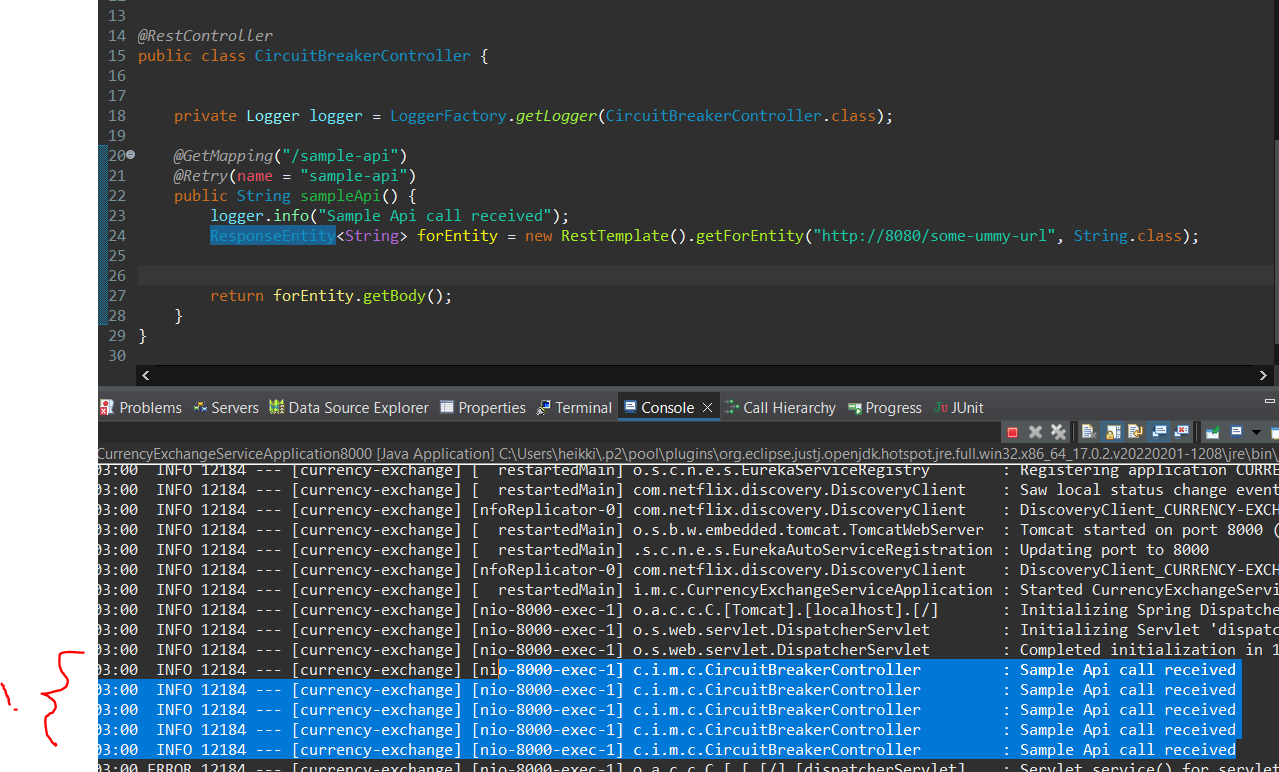 13
14 @RestController
15 public class CircuitBreakerController {
16
17
18 private Logger logger = LoggerFactory.getLogger(CircuitBreakerController.class);
19
20 @GetMapping("/sample-api")
21 @Retry(name = "sample-api")
22 public String sampleApi() {
23 logger.info("Sample Api call received");
24 ResponseEntity<String> forEntity = new RestTemplate().getForEntity("http://8080/some-ummy-url", String.class);
25
26
27 return forEntity.getBody();
28 }
29 }
30
Problems Servers Data Source Explorer Properties Terminal Console Call Hierarchy Progress JUnit
CurrencyExchangeServiceApplication8000 [Java Application] C:\Users\heikki\.p2\pool\plugins\org.eclipse.justj.openjdk.hotspot.jre.full.win32.x86_64_17.0.2.v20220201-1208\jre\bin\
03:00 INFO 12184 --- [currency-exchange] [ restartedMain] o.s.c.n.e.s.EurekaServiceRegistry : Registering application CURRE
03:00 INFO 12184 --- [currency-exchange] [ restartedMain] com.netflix.discovery.DiscoveryClient : Saw local status change event
03:00 INFO 12184 --- [currency-exchange] [nfoReplicator-0] com.netflix.discovery.DiscoveryClient : DiscoveryClient_CURRENCY-EXCH
03:00 INFO 12184 --- [currency-exchange] [ restartedMain] o.s.b.w.embedded.tomcat.TomcatWebServer : Tomcat started on port 8000 (
03:00 INFO 12184 --- [currency-exchange] [ restartedMain] .s.c.n.e.s.EurekaAutoServiceRegistration : Updating port to 8000
03:00 INFO 12184 --- [currency-exchange] [nfoReplicator-0] com.netflix.discovery.DiscoveryClient : DiscoveryClient_CURRENCY-EXCH
03:00 INFO 12184 --- [currency-exchange] [ restartedMain] i.m.C.CurrencyExchangeServiceApplication : Started CurrencyExchangeServi
03:00 INFO 12184 --- [currency-exchange] [nio-8000-exec-1] o.a.c.c.C.[Tomcat].[localhost].[/] : Initializing Spring Dispatche
03:00 INFO 12184 --- [currency-exchange] [nio-8000-exec-1] o.s.web.servlet.DispatcherServlet : Initializing Servlet 'dispatc
03:00 INFO 12184 --- [currency-exchange] [nio-8000-exec-1] o.s.web.servlet.DispatcherServlet : Completed initialization in 1
03:00 INFO 12184 --- [currency-exchange] [nio-8000-exec-1] c.i.m.c.CircuitBreakerController : Sample Api call received
03:00 INFO 12184 --- [currency-exchange] [nio-8000-exec-1] c.i.m.c.CircuitBreakerController : Sample Api call received
1. 03:00 INFO 12184 --- [currency-exchange] [nio-8000-exec-1] c.i.m.c.CircuitBreakerController : Sample Api call received
03:00 INFO 12184 --- [currency-exchange] [nio-8000-exec-1] c.i.m.c.CircuitBreakerController : Sample Api call received
03:00 INFO 12184 --- [currency-exchange] [nio-8000-exec-1] c.i.m.c.CircuitBreakerController : Sample Api call received
03:00 ERROR 12184 --- [currency-exchange] [nio-8000-exec-1] o.a.c.c.C.[.[.[/].[dispatcherServlet] : Servlet.service() for servlet